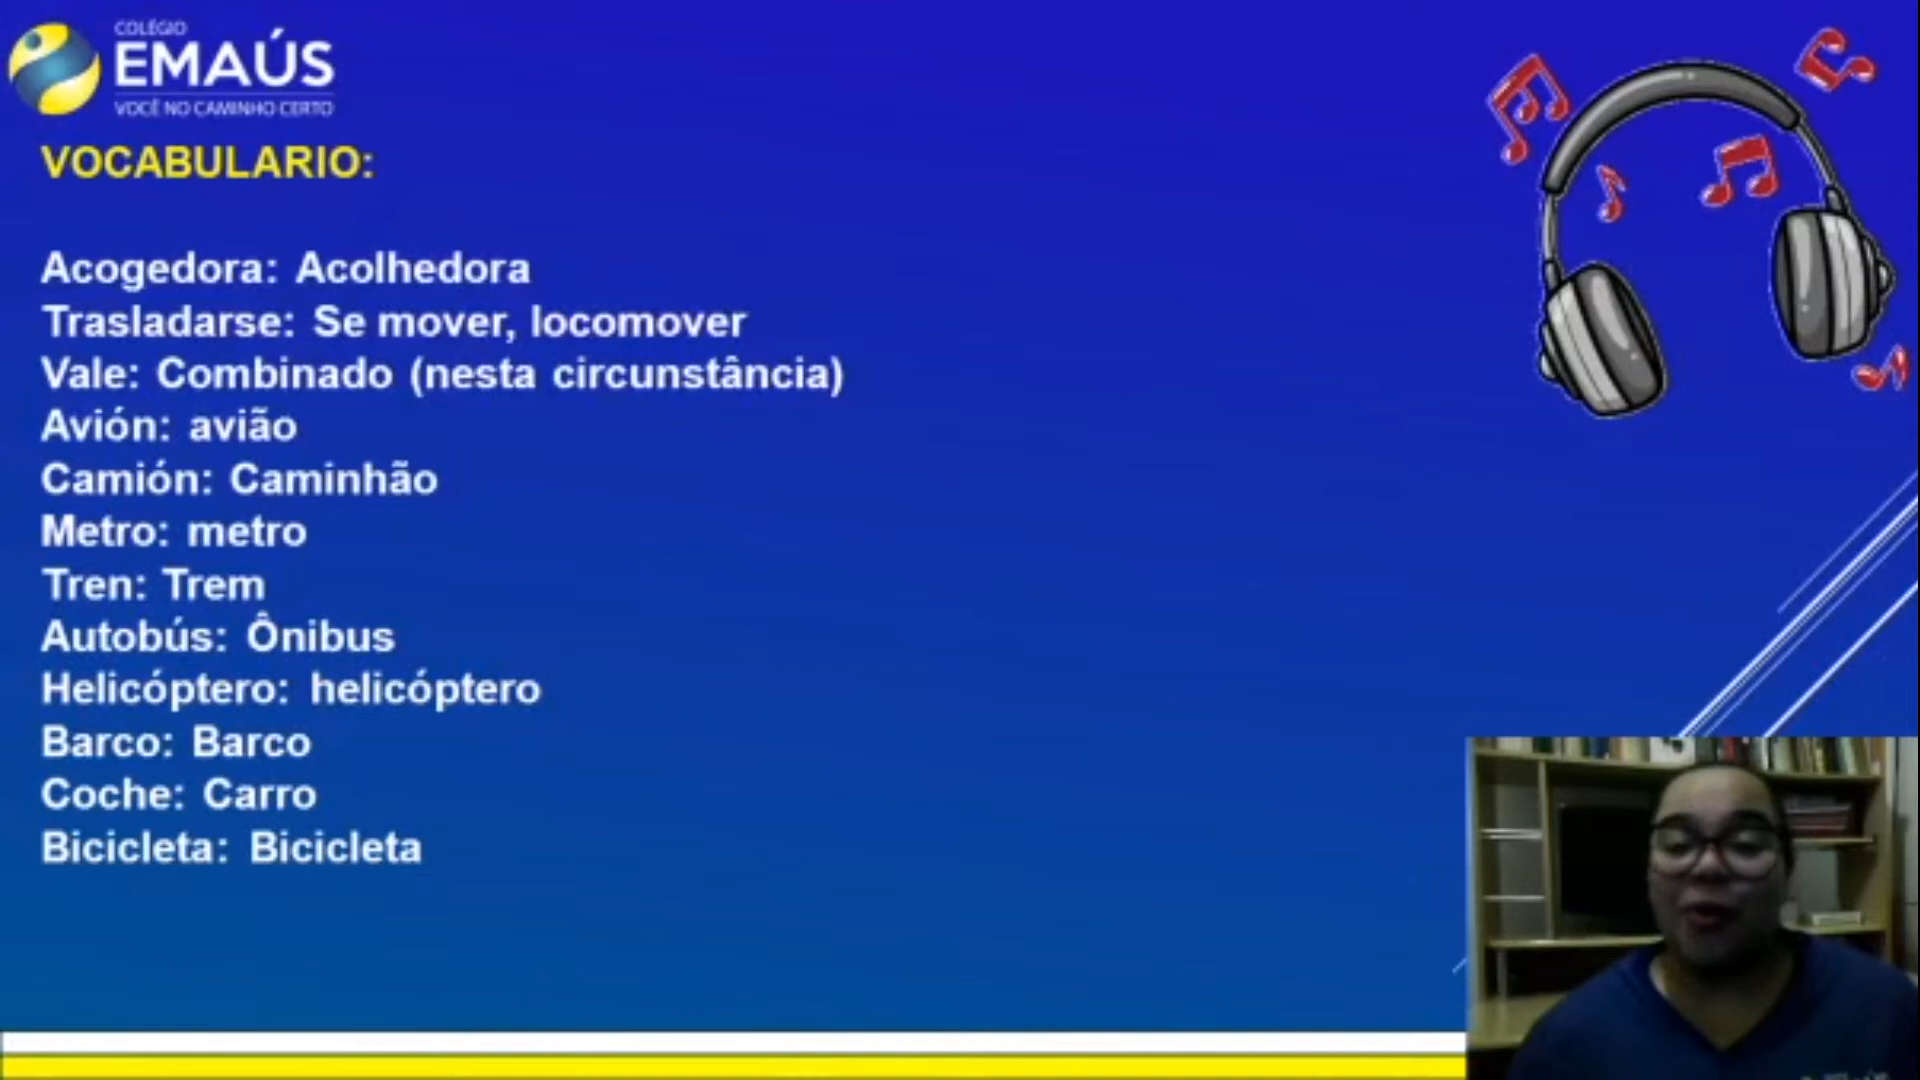 COLÉGIO
EMAÚS
VOCÊ NO CAMINHO CERTO
VOCABULARIO:
Acogedora: Acolhedora
Trasladarse: Se mover, locomover
Vale: Combinado (nesta circunstância)
Avión: avião
Camión: Caminhão
Metro: metro
Tren: Trem
Autobús: Ônibus
Helicóptero: helicóptero
Barco: Barco
Coche: Carro
Bicicleta: Bicicleta